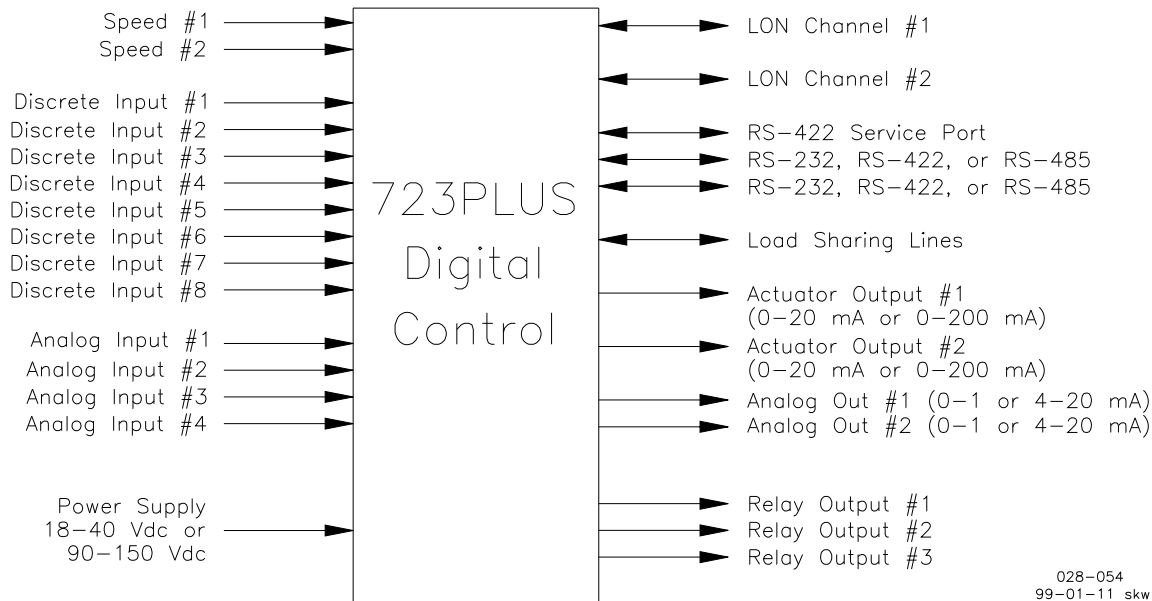 Speed #1
Speed #2
Discrete Input #1
Discrete Input #2
Discrete Input #3
Discrete Input #4
Discrete Input #5
Discrete Input #6
Discrete Input #7
Discrete Input #8
Analog Input #1
Analog Input #2
Analog Input #3
Analog Input #4
Power Supply
18-40 Vdc or
90-150 Vdc
723PLUS
Digital
Control
LON Channel #1
LON Channel #2
RS-422 Service Port
RS-232, RS-422, or RS-485
RS-232, RS-422, or RS-485
Load Sharing Lines
Actuator Output #1
(0-20 mA or 0-200 mA)
Actuator Output #2
(0-20 mA or 0-200 mA)
Analog Out #1 (0-1 or 4-20 mA)
Analog Out #2 (0-1 or 4-20 mA)
Relay Output #1
Relay Output #2
Relay Output #3
028-054
99-01-11 skw